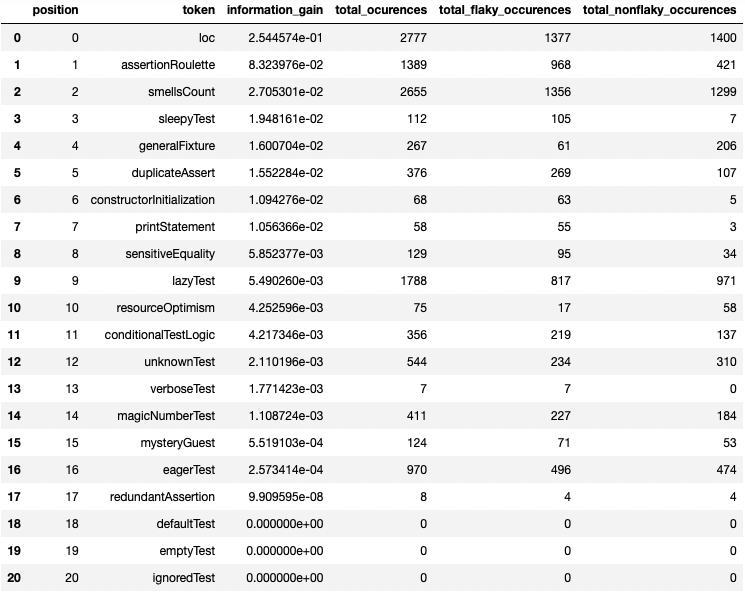 position token information_gain total_ocurences total_flaky_occurences total_nonflaky_occurences
0 0 loc 2.544574e-01 2777 1377 1400
1 1 assertionRoulette 8.323976e-02 1389 968 421
2 2 smellsCount 2.705301e-02 2655 1356 1299
3 3 sleepyTest 1.948161e-02 112 105 7
4 4 generalFixture 1.600704e-02 267 61 206
5 5 duplicateAssert 1.552284e-02 376 269 107
6 6 constructorInitialization 1.094276e-02 68 63 5
7 7 printStatement 1.056366e-02 58 55 3
8 8 sensitiveEquality 5.852377e-03 129 95 34
9 9 lazyTest 5.490260e-03 1788 817 971
10 10 resourceOptimism 4.252596e-03 75 17 58
11 11 conditionalTestLogic 4.217346e-03 356 219 137
12 12 unknownTest 2.110196e-03 544 234 310
13 13 verboseTest 1.771423e-03 7 7 0
14 14 magicNumberTest 1.108724e-03 411 227 184
15 15 mysteryGuest 5.519103e-04 124 71 53
16 16 eagerTest 2.573414e-04 970 496 474
17 17 redundantAssertion 9.909595e-08 8 4 4
18 18 defaultTest 0.000000e+00 0 0 0
19 19 emptyTest 0.000000e+00 0 0 0
20 20 ignoredTest 0.000000e+00 0 0 0